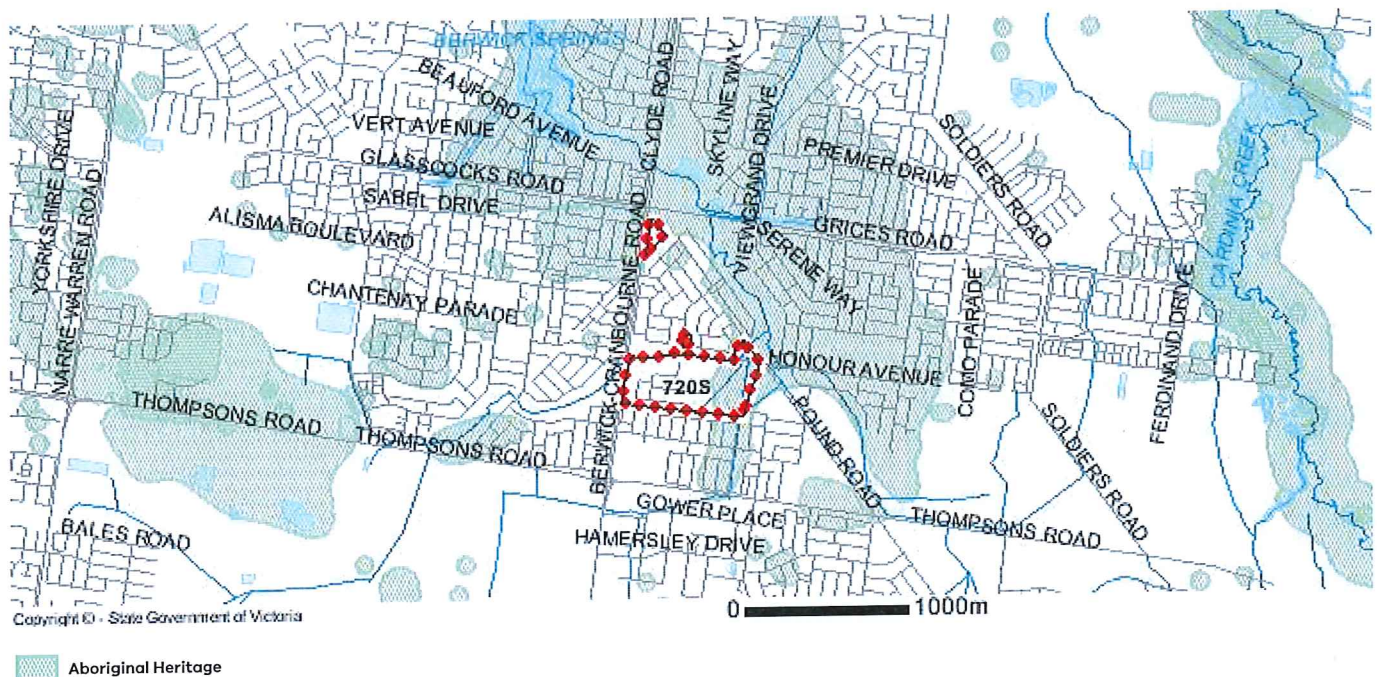 BERWICK SPRINGS
BEAUFORD AVENUE
CLYDE ROAD
SKYLINE WAY
VIEWGRAND DRIVE
VERT AVENUE
GLASSCOCKS ROAD
SABEL DRIVE
ALISMA BOULEVARD
CHANTENAY PARADE
YORKSHIRE DRIVE
NARRE WARREN ROAD
BERWICK-CRANBOURNE ROAD
PREMIER DRIVE
SOLDIERS ROAD
GRICES ROAD
SERENE WAY
CARDINIA CREEK
COMO PARADE
FERDINAND DRIVE
HONOUR AVENUE
720S
THOMPSONS ROAD
THOMPSONS ROAD
POUND ROAD
SOLDIERS ROAD
GOWER PLACE
THOMPSONS ROAD
HAMERSLEY DRIVE
BALES ROAD
Copyright © - State Government of Victoria
0 1000m
Aboriginal Heritage